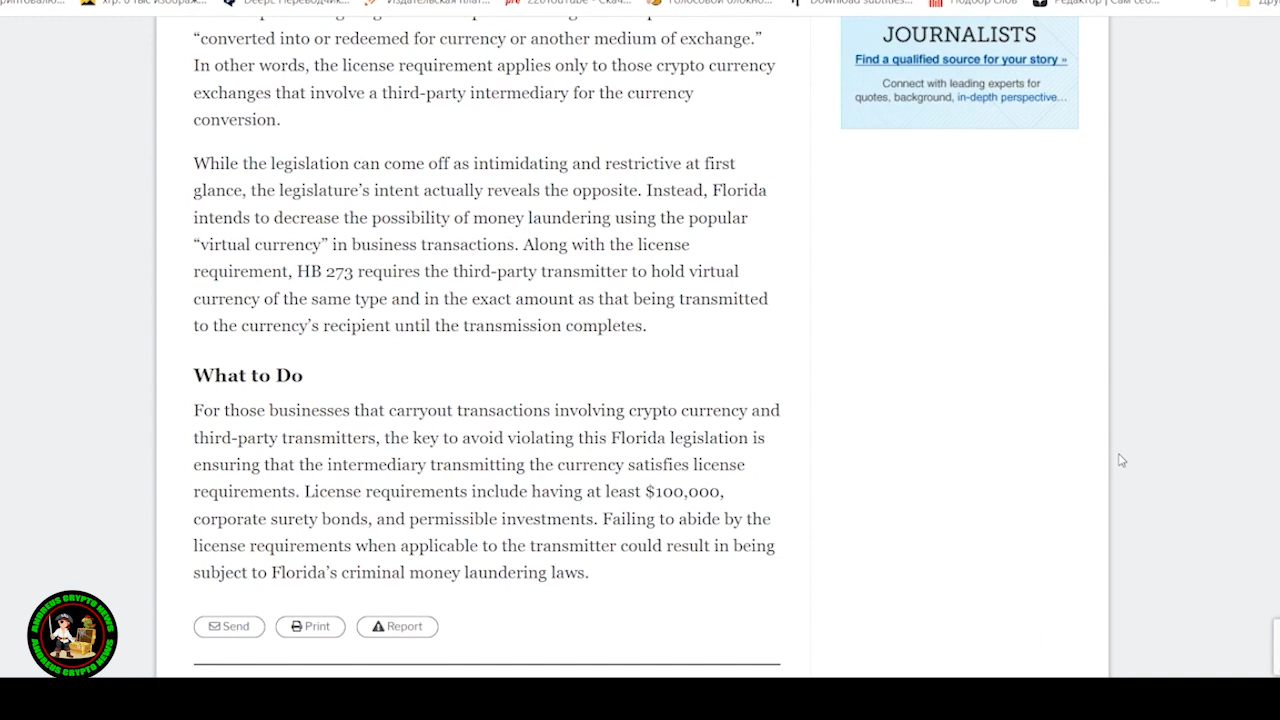 “converted into or redeemed for currency or another medium of exchange.”
In other words, the license requirement applies only to those crypto currency
exchanges that involve a third-party intermediary for the currency
conversion.
While the legislation can come off as intimidating and restrictive at first
glance, the legislature’s intent actually reveals the opposite. Instead, Florida
intends to decrease the possibility of money laundering using the popular
“virtual currency” in business transactions. Along with the license
requirement, HB 273 requires the third-party transmitter to hold virtual
currency of the same type and in the exact amount as that being transmitted
to the currency’s recipient until the transmission completes.
What to Do
For those businesses that carryout transactions involving crypto currency and
third-party transmitters, the key to avoid violating this Florida legislation is
ensuring that the intermediary transmitting the currency satisfies license
requirements. License requirements include having at least $100,000,
corporate surety bonds, and permissible investments. Failing to abide by the
license requirements when applicable to the transmitter could result in being
subject to Florida’s criminal money laundering laws.
Send Print Report
JOURNALISTS
Find a qualified source for your story »
Connect with leading experts for
quotes, background, in-depth perspective...
ANDREUS CRYPTO NEWS
ANDREUS CRYPTO NEWS